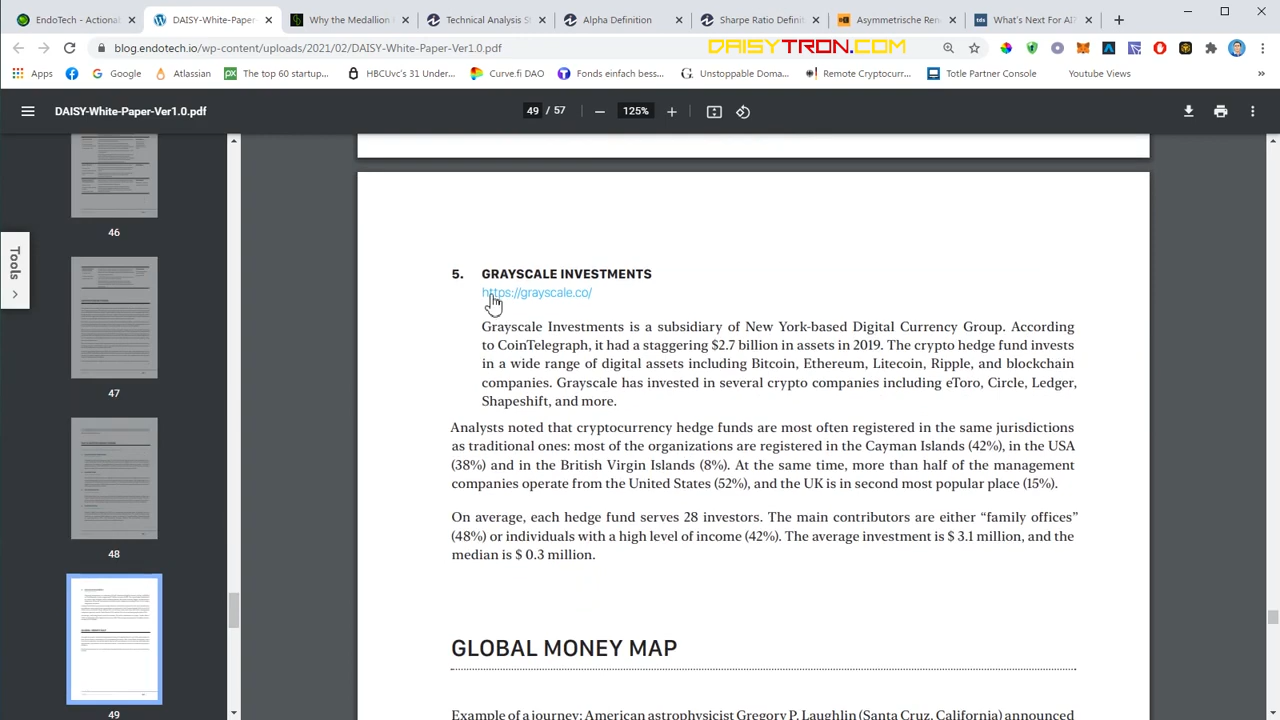 EndoTech - Actional
DAISY-White-Paper-
Why the Medallion F
Technical Analysis S
Alpha Definition
Sharpe Ratio Definit
Asymmetrische Ren
What's Next For AI?
blog.endotech.io/wp-content/uploads/2021/02/DAISY-White-Paper-Ver1.0.pdf
DAISYTRON.COM
Apps
Google
Atlassian
The top 60 startup...
HBCUvc's 31 Under...
Curve.fi DAO
Fonds einfach bess...
Unstoppable Doma...
Remote Cryptocurr...
Totle Partner Console
Youtube Views
»
DAISY-White-Paper-Ver1.0.pdf
49 / 57
125%
46
47
48
49
Tools
5. GRAYSCALE INVESTMENTS
https://grayscale.co/
Grayscale Investments is a subsidiary of New York-based Digital Currency Group. According
to CoinTelegraph, it had a staggering $2.7 billion in assets in 2019. The crypto hedge fund invests
in a wide range of digital assets including Bitcoin, Ethereum, Litecoin, Ripple, and blockchain
companies. Grayscale has invested in several crypto companies including eToro, Circle, Ledger,
Shapeshift, and more.
Analysts noted that cryptocurrency hedge funds are most often registered in the same jurisdictions
as traditional ones: most of the organizations are registered in the Cayman Islands (42%), in the USA
(38%) and in the British Virgin Islands (8%). At the same time, more than half of the management
companies operate from the United States (52%), and the UK is in second most popular place (15%).
On average, each hedge fund serves 28 investors. The main contributors are either “family offices”
(48%) or individuals with a high level of income (42%). The average investment is $ 3.1 million, and the
median is $ 0.3 million.
GLOBAL MONEY MAP
Example of a journey: American astrophysicist Gregory P. Laughlin (Santa Cruz, California) announced